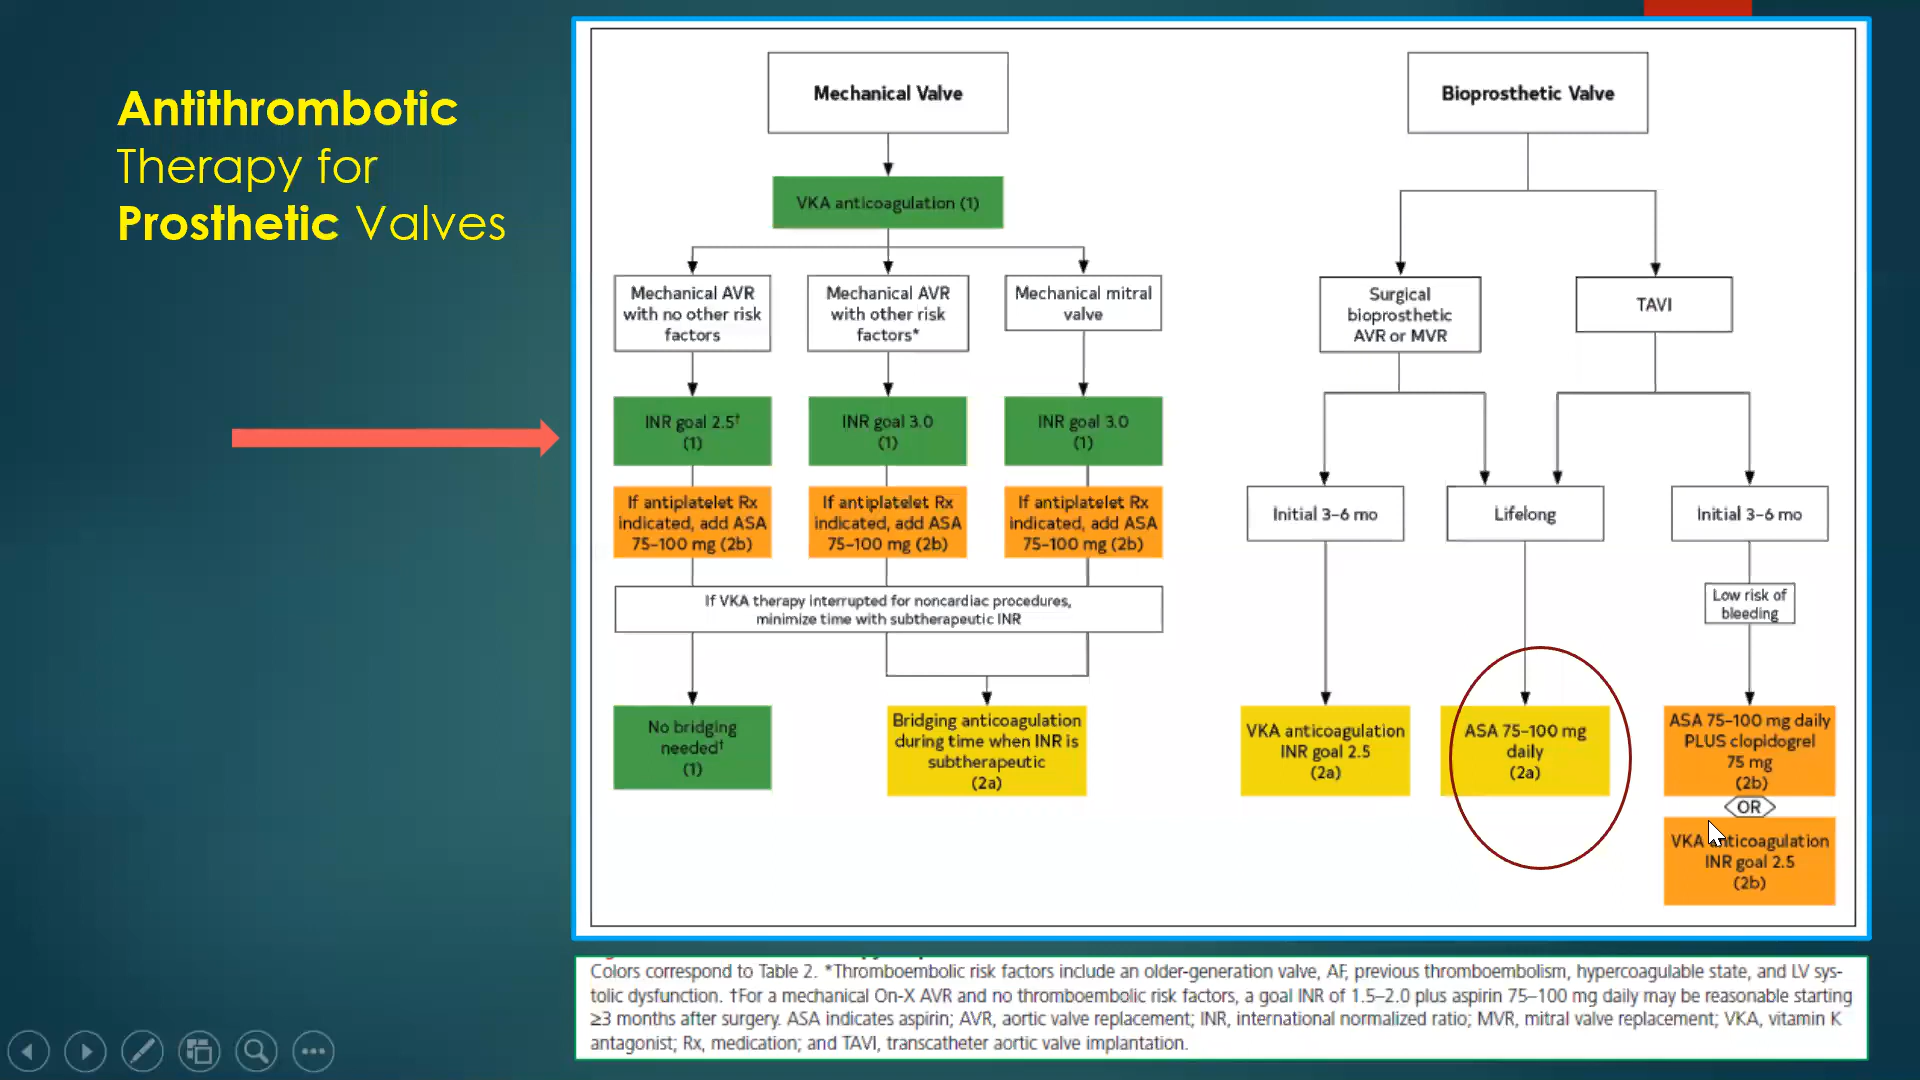 Antithrombotic
Therapy for
Prosthetic Valves
Mechanical Valve
VKA anticoagulation (1)
Mechanical AVR
with no other risk
factors
Mechanical AVR
with other risk
factors*
Mechanical mitral
valve
INR goal 2.5†
(1)
INR goal 3.0
(1)
INR goal 3.0
(1)
If antiplatelet Rx
indicated, add ASA
75–100 mg (2b)
If antiplatelet Rx
indicated, add ASA
75–100 mg (2b)
If antiplatelet Rx
indicated, add ASA
75–100 mg (2b)
If VKA therapy interrupted for noncardiac procedures,
minimize time with subtherapeutic INR
No bridging
needed†
(1)
Bridging anticoagulation
during time when INR is
subtherapeutic
(2a)
Bioprosthetic Valve
Surgical
bioprosthetic
AVR or MVR
TAVI
Initial 3–6 mo
Lifelong
Initial 3–6 mo
Low risk of
bleeding
VKA anticoagulation
INR goal 2.5
(2a)
ASA 75–100 mg
daily
(2a)
ASA 75–100 mg daily
PLUS clopidogrel
75 mg
(2b)
OR
VKA anticoagulation
INR goal 2.5
(2b)
Colors correspond to Table 2. *Thromboembolic risk factors include an older-generation valve, AF, previous thromboembolism, hypercoagulable state, and LV sys-
tolic dysfunction. †For a mechanical On-X AVR and no thromboembolic risk factors, a goal INR of 1.5–2.0 plus aspirin 75–100 mg daily may be reasonable starting
≥3 months after surgery. ASA indicates aspirin; AVR, aortic valve replacement; INR, international normalized ratio; MVR, mitral valve replacement; VKA, vitamin K
antagonist; Rx, medication; and TAVI, transcatheter aortic valve implantation.